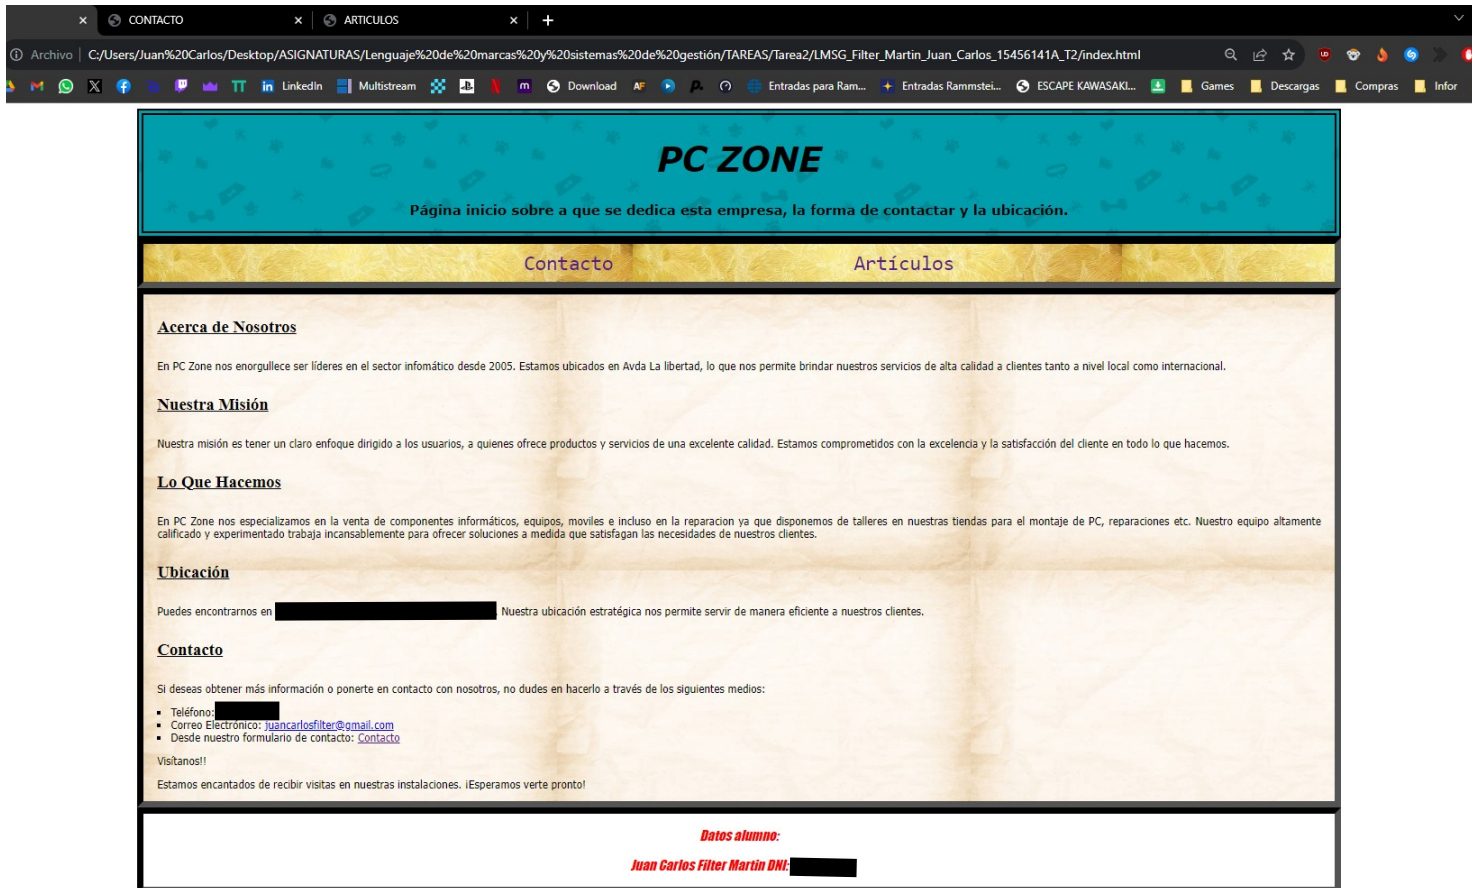 CONTACTO
ARTICULOS
Archivo C:/Users/Juan%20Carlos/Desktop/ASIGNATURAS/Lenguaje%20de%20marcas%20y%20sistemas%20de%20gestión/TAREAS/Tarea2/LMSG_Filter_Martin_Juan_Carlos_15456141A_T2/index.html
LinkedIn Multistream Download Entradas para Ram... Entradas Rammstei... ESCAPE KAWASAKI... Games Descargas Compras Infor
PC ZONE
Página inicio sobre a que se dedica esta empresa, la forma de contactar y la ubicación.
Contacto Artículos
Acerca de Nosotros
En PC Zone nos enorgullece ser líderes en el sector infomático desde 2005. Estamos ubicados en Avda La libertad, lo que nos permite brindar nuestros servicios de alta calidad a clientes tanto a nivel local como internacional.
Nuestra Misión
Nuestra misión es tener un claro enfoque dirigido a los usuarios, a quienes ofrece productos y servicios de una excelente calidad. Estamos comprometidos con la excelencia y la satisfacción del cliente en todo lo que hacemos.
Lo Que Hacemos
En PC Zone nos especializamos en la venta de componentes informáticos, equipos, moviles e incluso en la reparacion ya que disponemos de talleres en nuestras tiendas para el montaje de PC, reparaciones etc. Nuestro equipo altamente
calificado y experimentado trabaja incansablemente para ofrecer soluciones a medida que satisfagan las necesidades de nuestros clientes.
Ubicación
Puedes encontrarnos en . Nuestra ubicación estratégica nos permite servir de manera eficiente a nuestros clientes.
Contacto
Si deseas obtener más información o ponerte en contacto con nosotros, no dudes en hacerlo a través de los siguientes medios:
Teléfono:
Correo Electrónico: juancarlosfilter@gmail.com
Desde nuestro formulario de contacto: Contacto
Visítanos!!
Estamos encantados de recibir visitas en nuestras instalaciones. ¡Esperamos verte pronto!
Datos alumno:
Juan Carlos Filter Martin DNI: